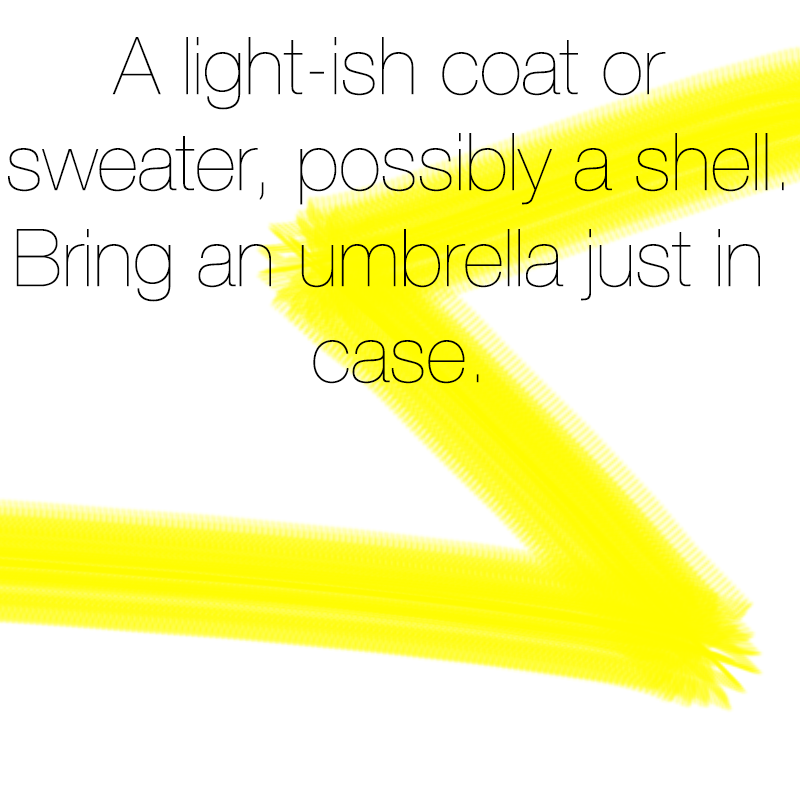 A light-ish coat or
sweater, possibly a shell.
Bring an umbrella just in
case.